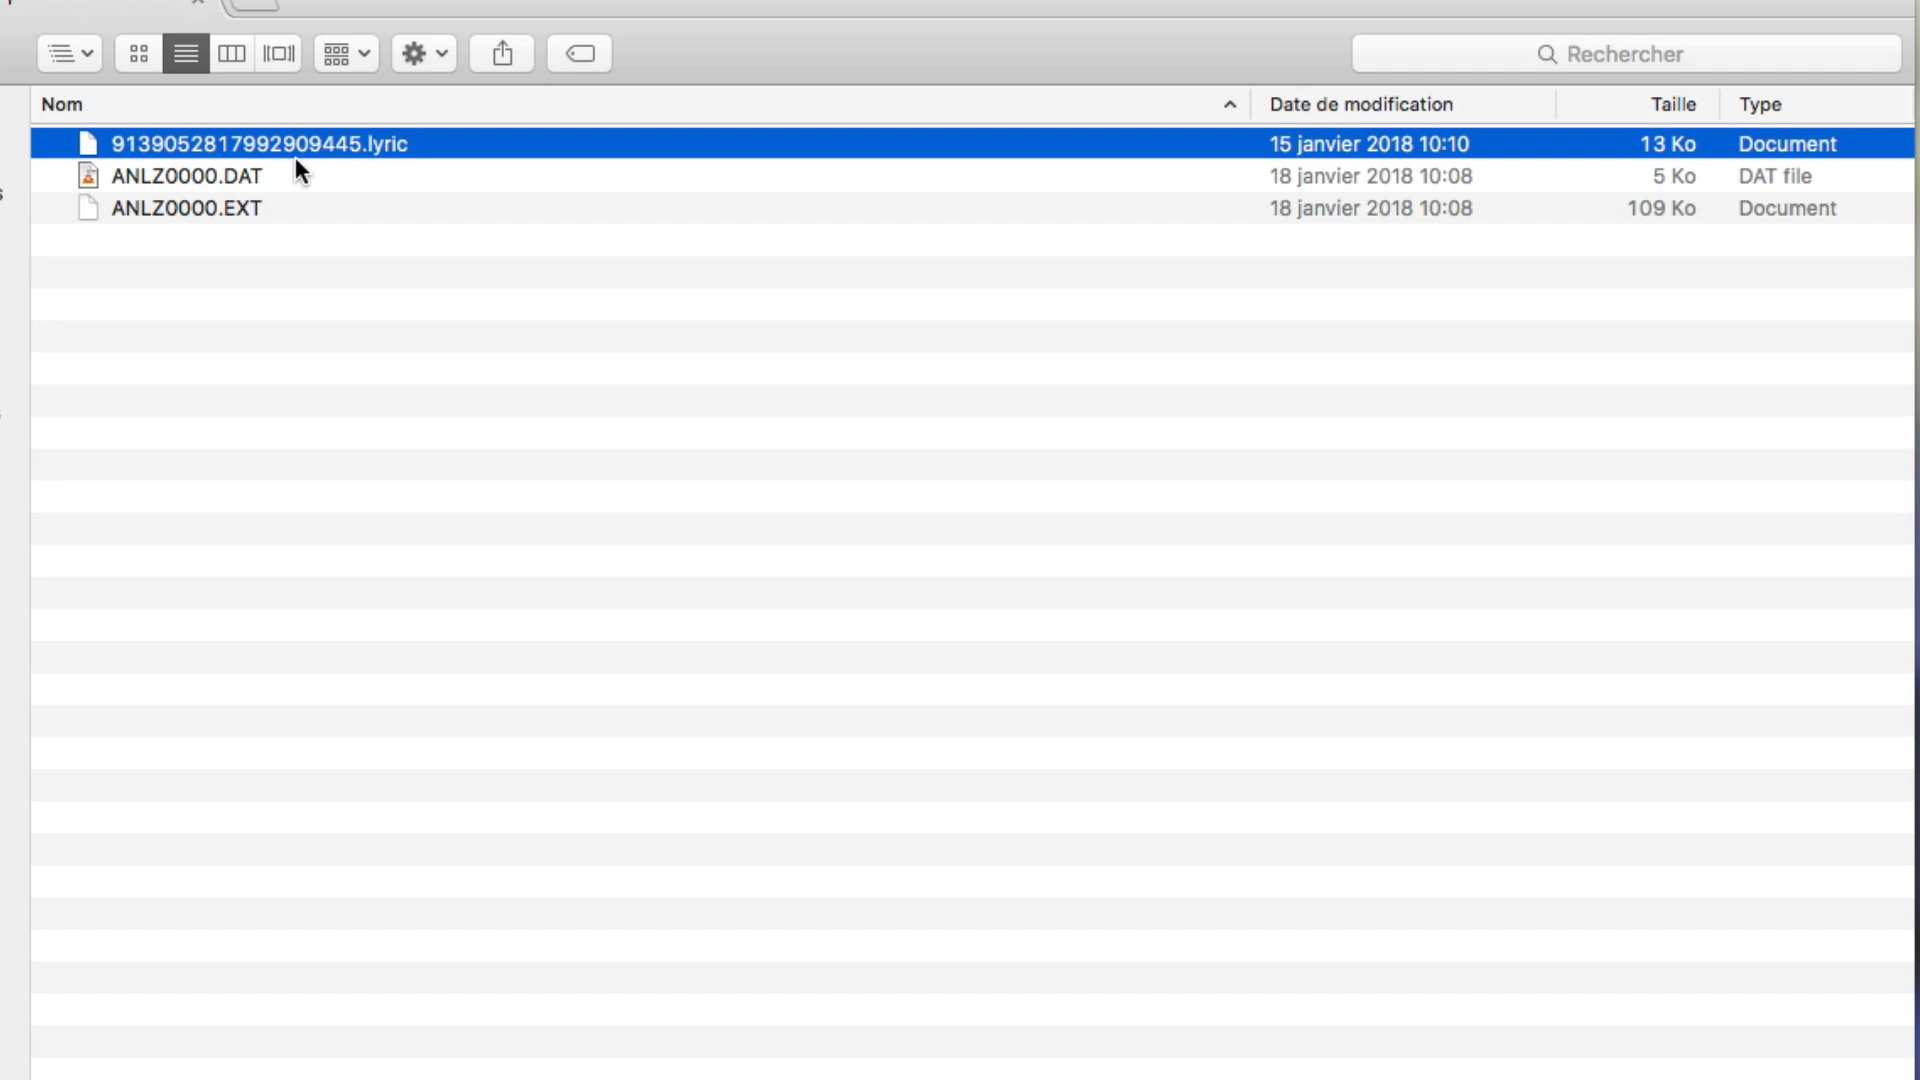 Rechercher
Nom Date de modification Taille Type
9139052817992909445.lyric 15 janvier 2018 10:10 13 Ko Document
ANLZ0000.DAT 18 janvier 2018 10:08 5 Ko DAT file
ANLZ0000.EXT 18 janvier 2018 10:08 109 Ko Document